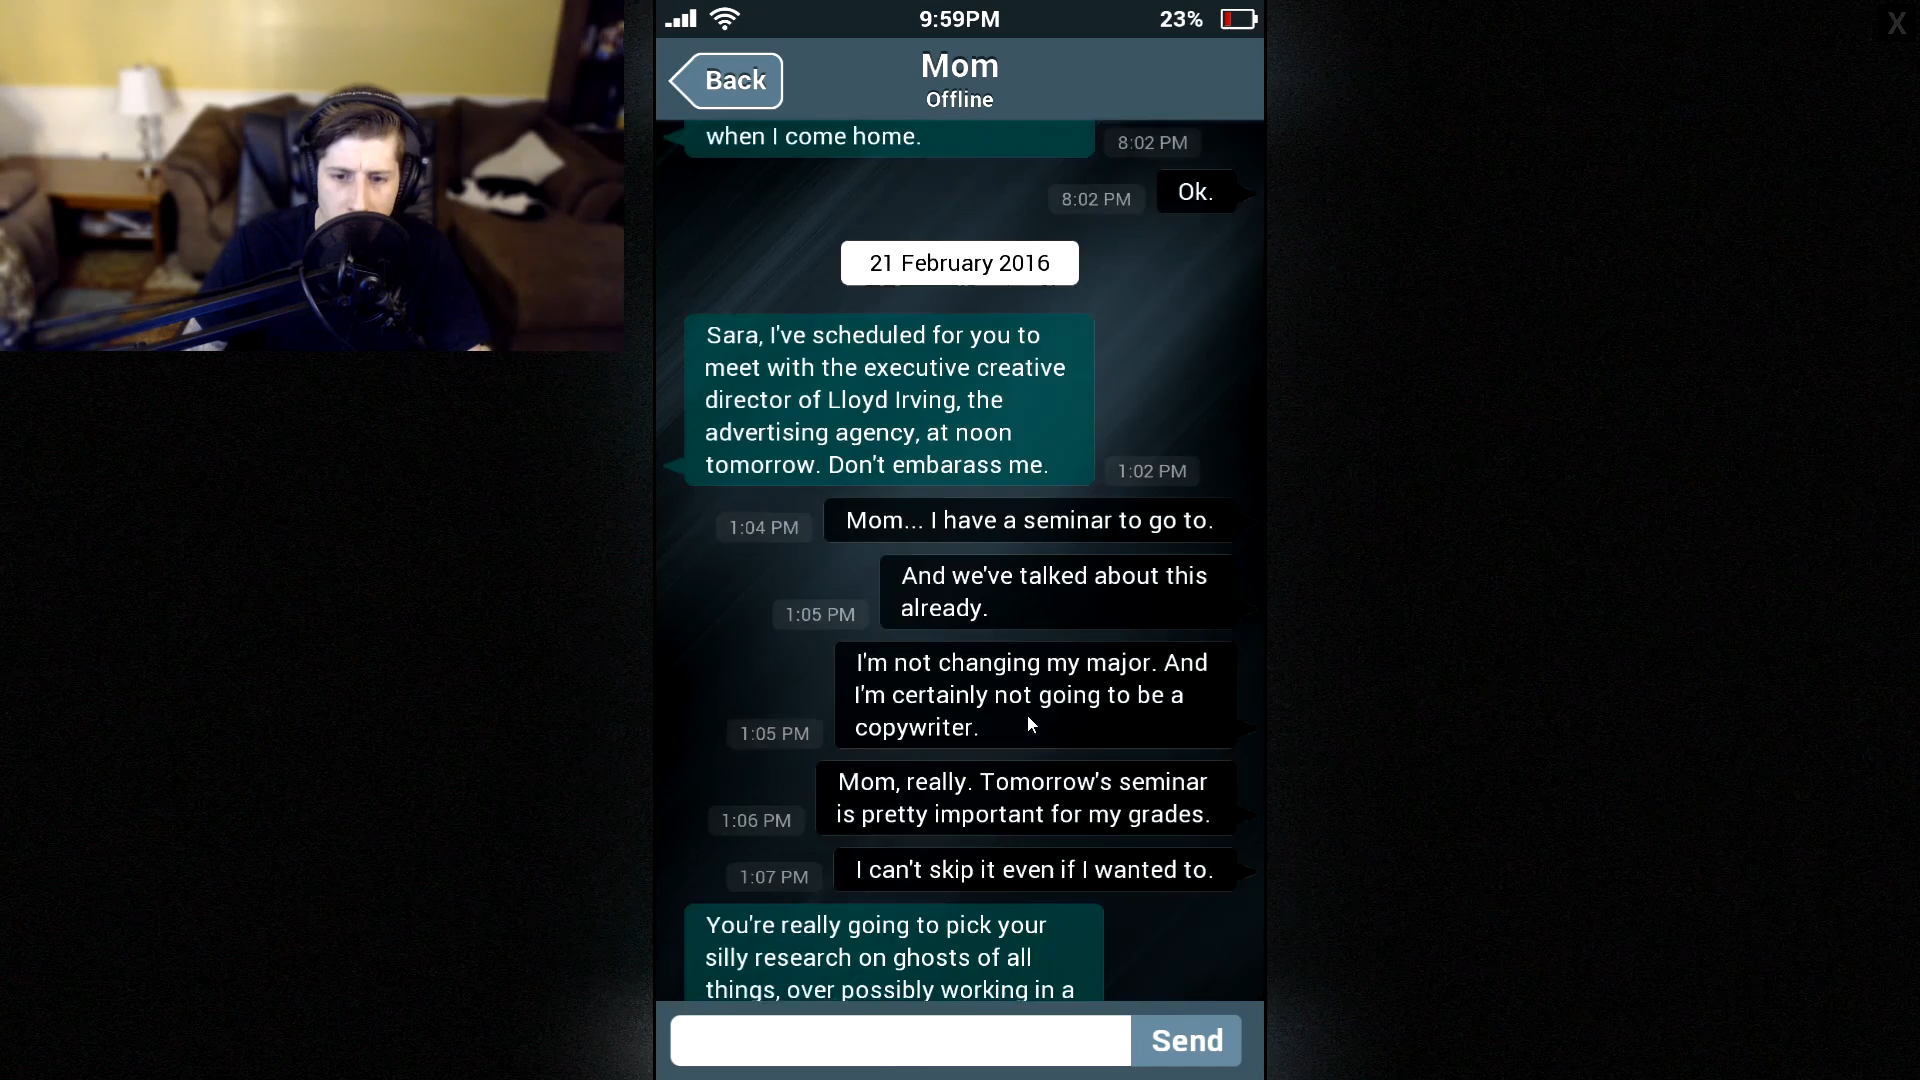 9:59PM
23%
X
Back
Mom
Offline
when I come home.
8:02 PM
Ok.
8:02 PM
21 February 2016
Sara, I've scheduled for you to
meet with the executive creative
director of Lloyd Irving, the
advertising agency, at noon
tomorrow. Don't embarass me.
1:02 PM
Mom... I have a seminar to go to.
1:04 PM
And we've talked about this
already.
1:05 PM
I'm not changing my major. And
I'm certainly not going to be a
copywriter.
1:05 PM
Mom, really. Tomorrow's seminar
is pretty important for my grades.
1:06 PM
I can't skip it even if I wanted to.
1:07 PM
You're really going to pick your
silly research on ghosts of all
things, over possibly working in a
Send